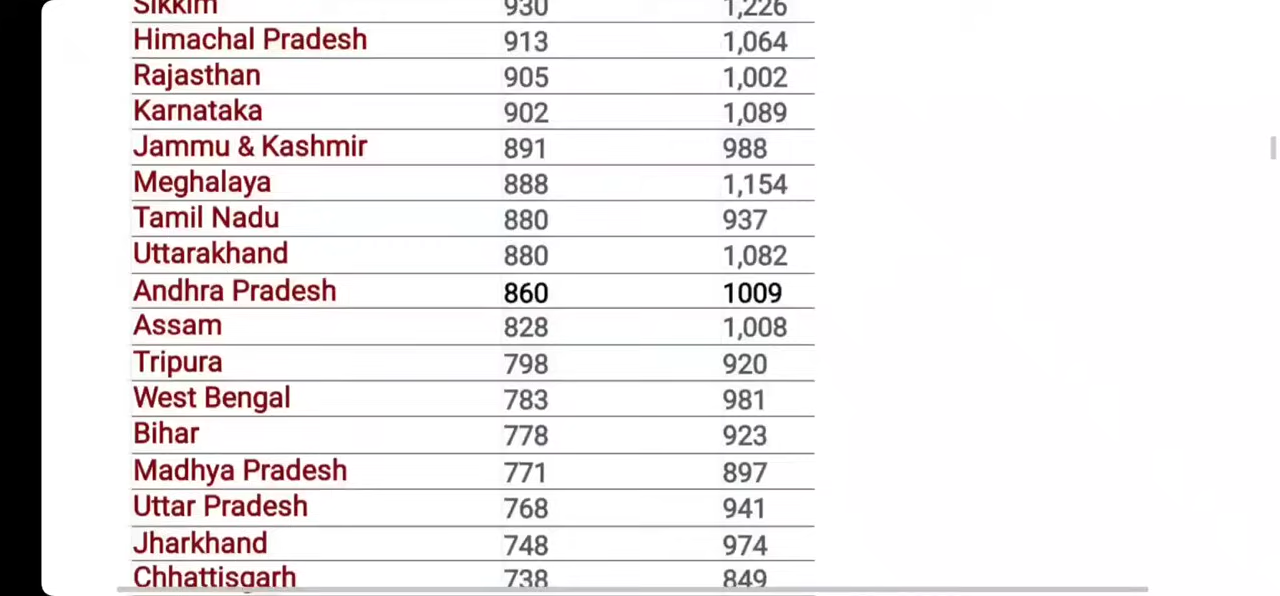 Sikkim 930 1,226
Himachal Pradesh 913 1,064
Rajasthan 905 1,002
Karnataka 902 1,089
Jammu & Kashmir 891 988
Meghalaya 888 1,154
Tamil Nadu 880 937
Uttarakhand 880 1,082
Andhra Pradesh 860 1009
Assam 828 1,008
Tripura 798 920
West Bengal 783 981
Bihar 778 923
Madhya Pradesh 771 897
Uttar Pradesh 768 941
Jharkhand 748 974
Chhattisgarh 738 849